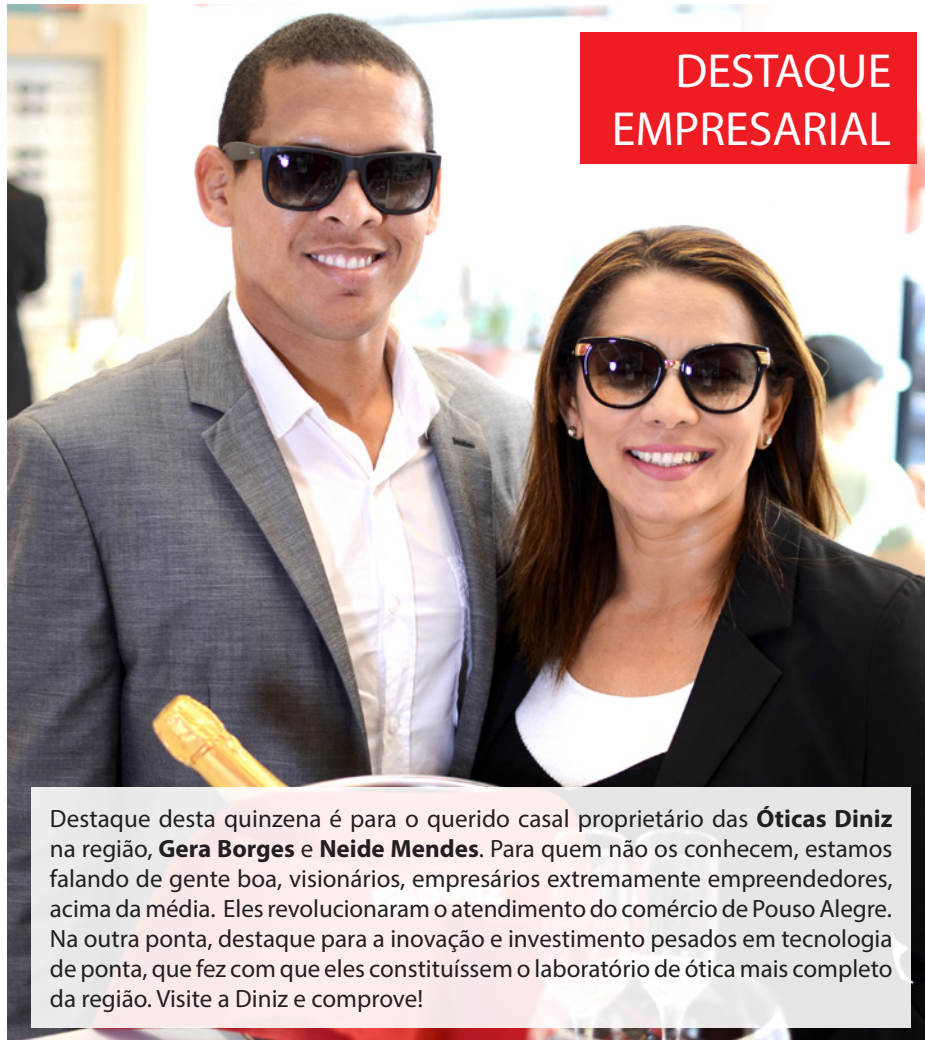 DESTAQUE
EMPRESARIAL
Destaque desta quinzena é para o querido casal proprietário das Óticas Diniz
na região, Gera Borges e Neide Mendes. Para quem não os conhecem, estamos
falando de gente boa, visionários, empresários extremamente empreendedores,
acima da média. Eles revolucionaram o atendimento do comércio de Pouso Alegre.
Na outra ponta, destaque para a inovação e investimento pesados em tecnologia
de ponta, que fez com que eles constituíssem o laboratório de ótica mais completo
da região. Visite a Diniz e comprove!